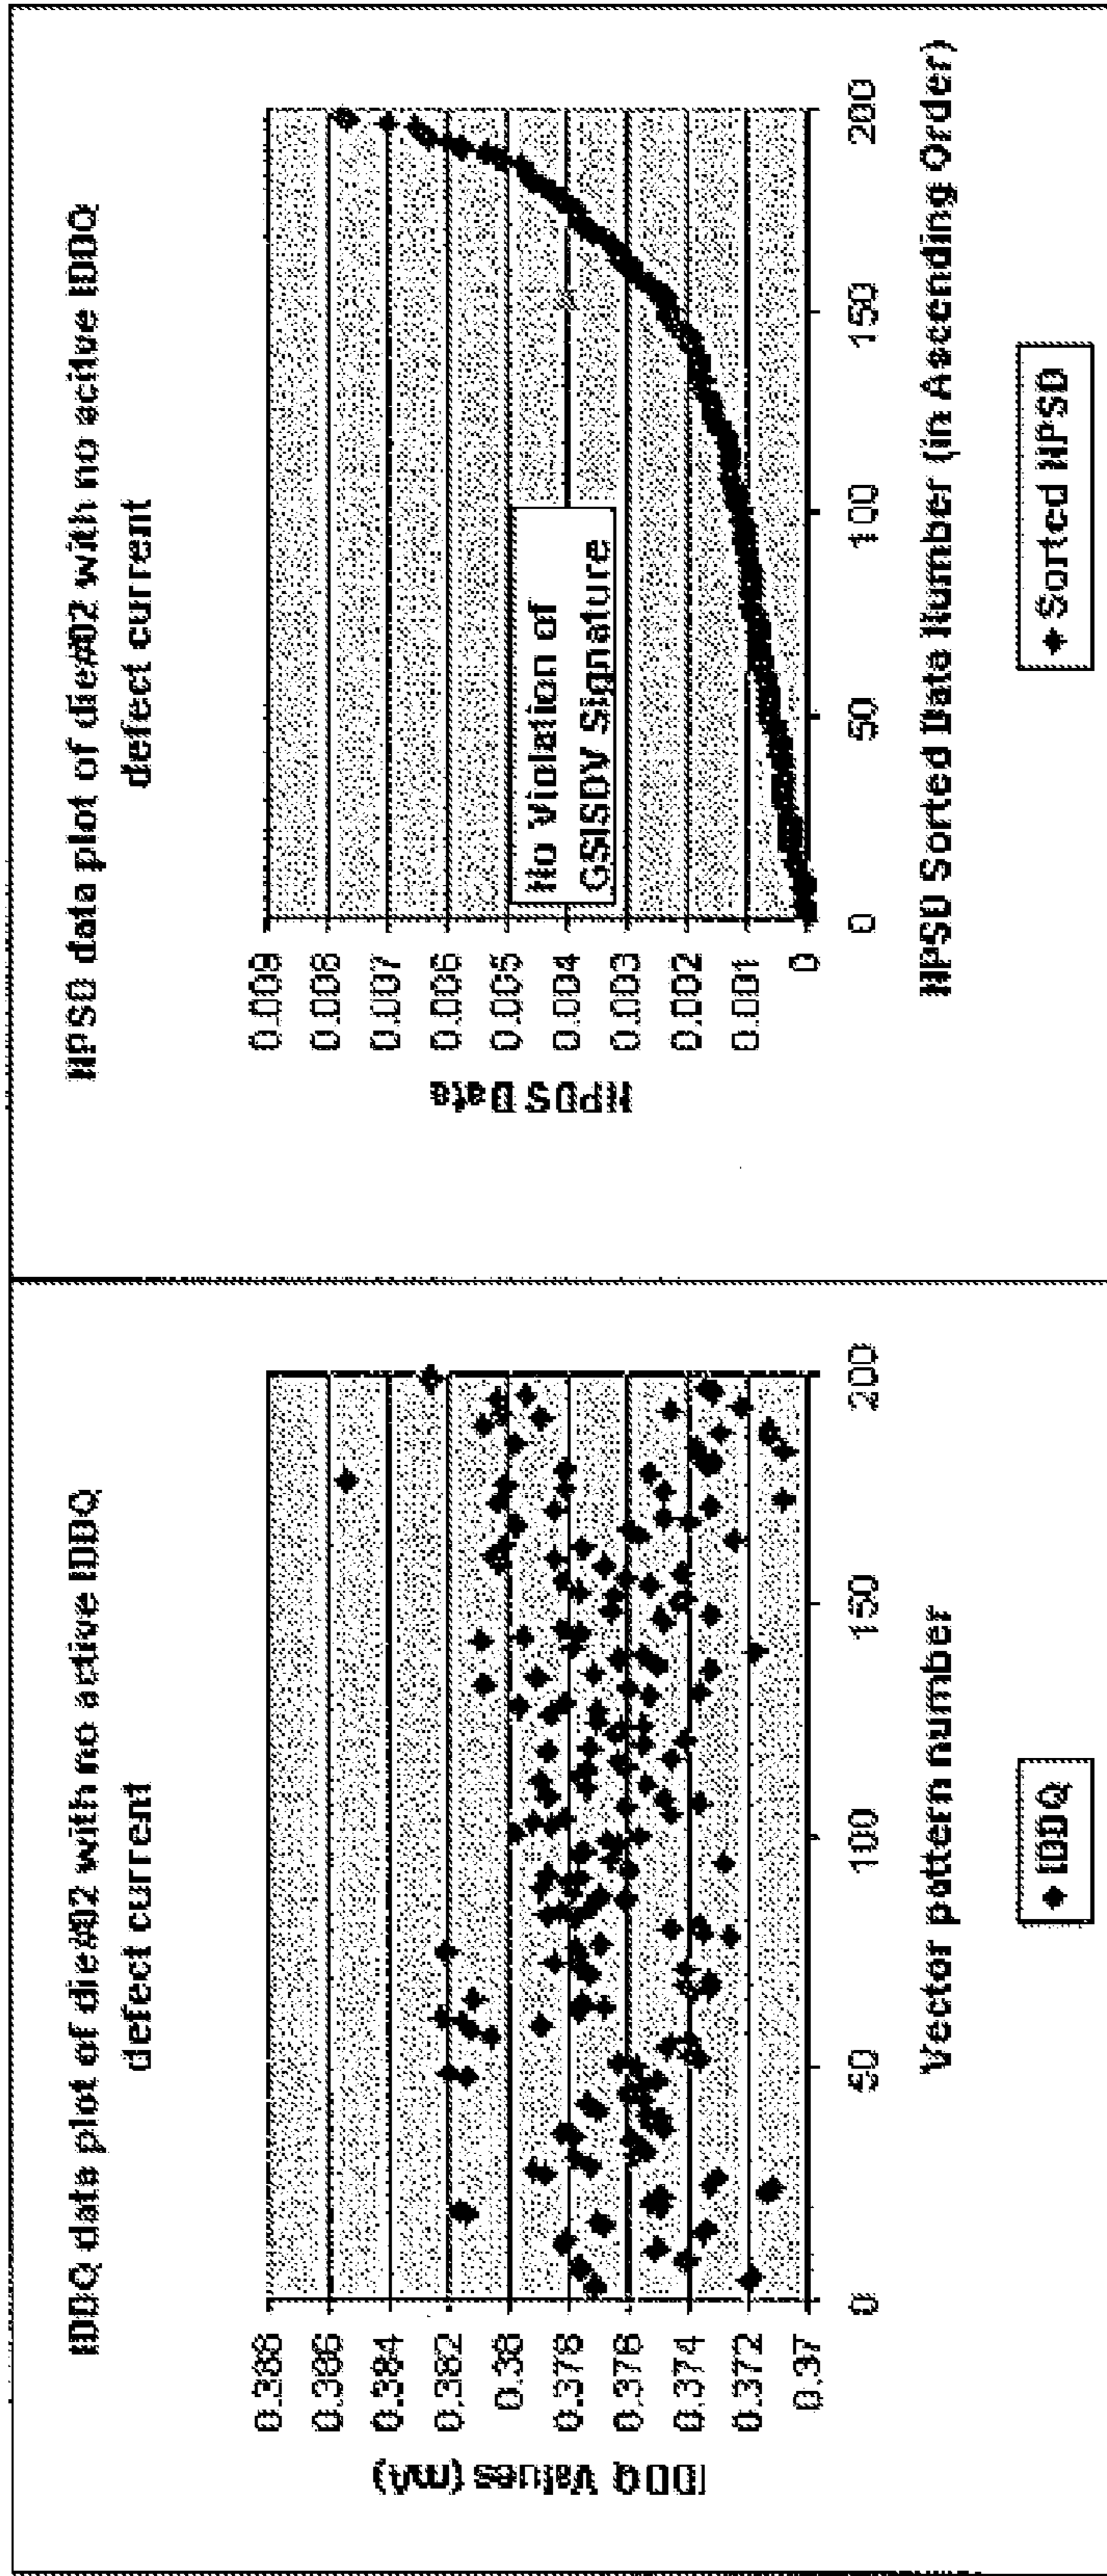 IDDQ data plot of die#02 with no active IDDQ
defect current
IDDQ Values (mA)
0.388
0.386
0.384
0.382
0.38
0.378
0.376
0.374
0.372
0.37
0
50
100
150
200
Vector pattern number
IDDQ
NPSD data plot of die#02 with no acitve IDDQ
defect current
NPDS Data
0.009
0.008
0.007
0.006
0.005
0.004
0.003
0.002
0.001
0
No Violation of
GSISDV Signature
0
50
100
150
200
NPSD Sorted Data Number (in Ascending Order)
Sorted NPSD